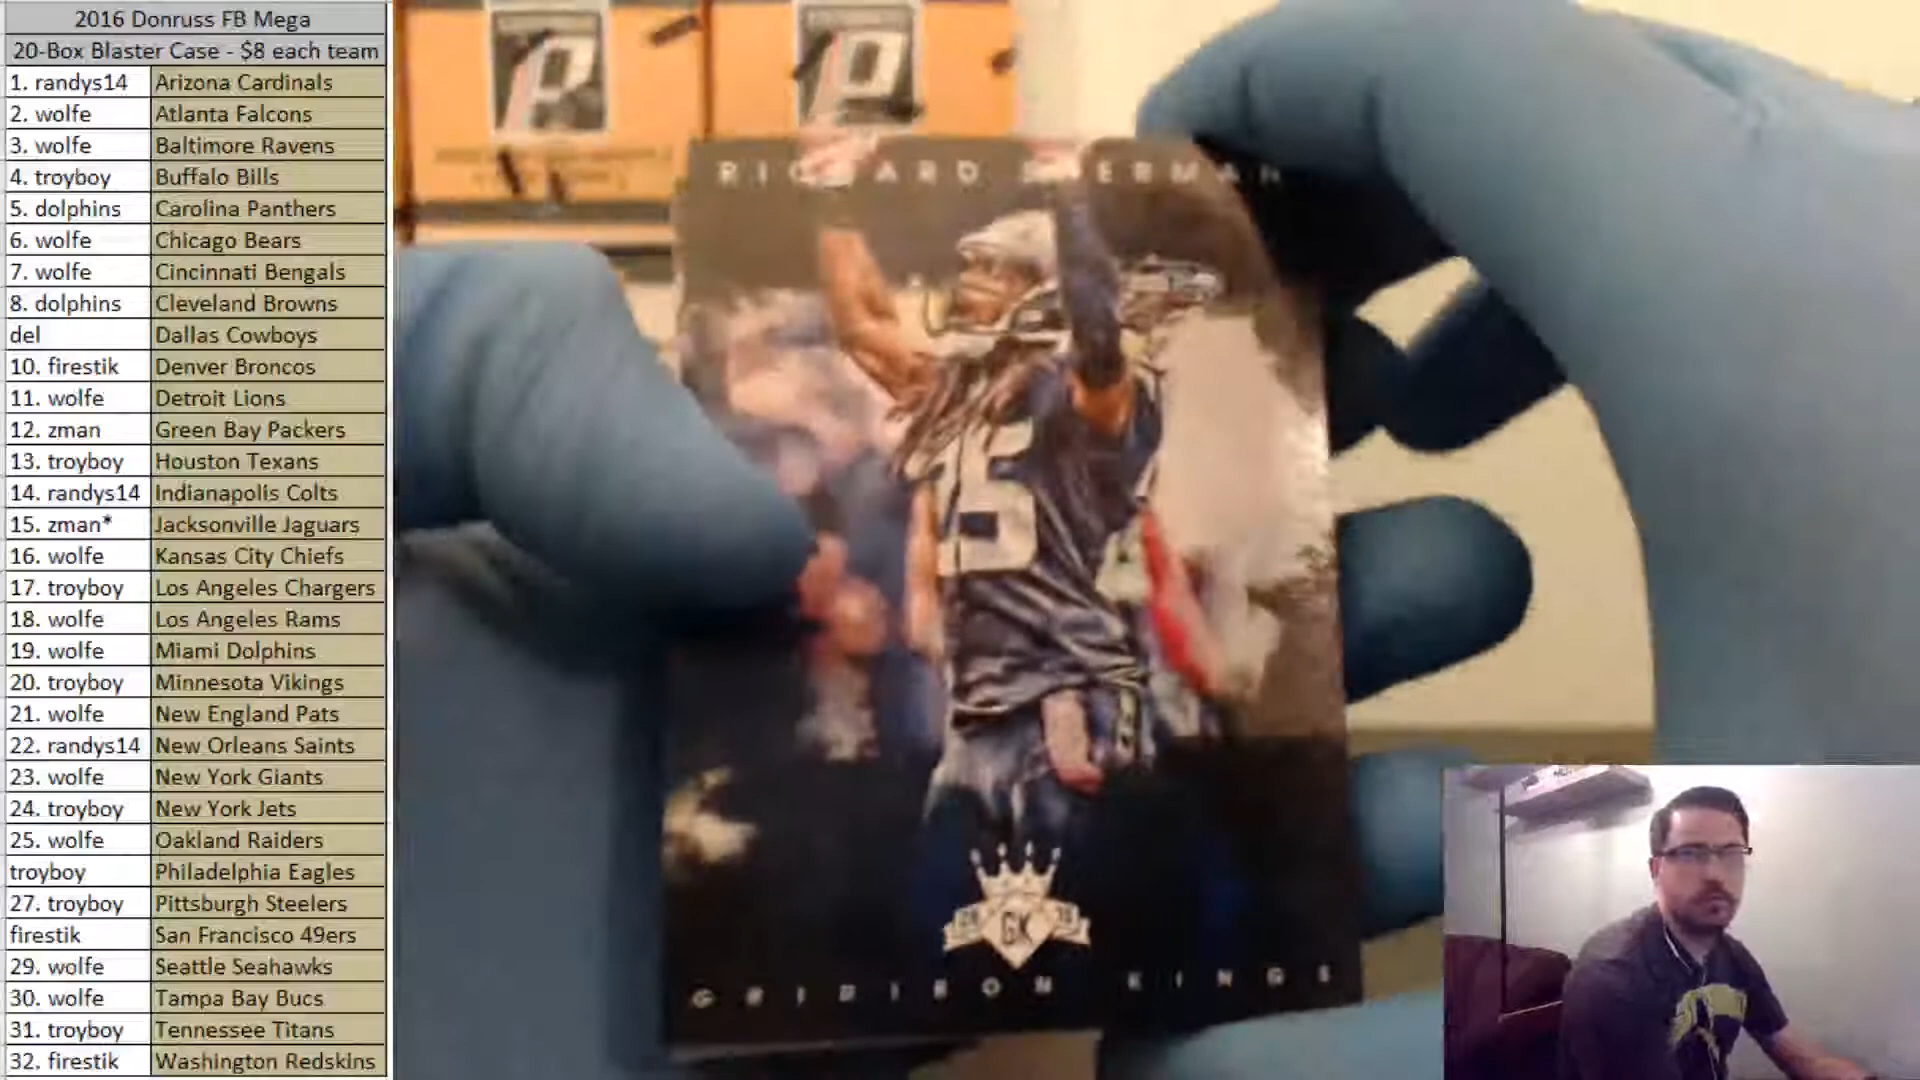 2016 Donruss FB Mega
20-Box Blaster Case - $8 each team
1. randys14 Arizona Cardinals
2. wolfe Atlanta Falcons
3. wolfe Baltimore Ravens
4. troyboy Buffalo Bills
5. dolphins Carolina Panthers
6. wolfe Chicago Bears
7. wolfe Cincinnati Bengals
8. dolphins Cleveland Browns
del Dallas Cowboys
10. firestik Denver Broncos
11. wolfe Detroit Lions
12. zman Green Bay Packers
13. troyboy Houston Texans
14. randys14 Indianapolis Colts
15. zman* Jacksonville Jaguars
16. wolfe Kansas City Chiefs
17. troyboy Los Angeles Chargers
18. wolfe Los Angeles Rams
19. wolfe Miami Dolphins
20. troyboy Minnesota Vikings
21. wolfe New England Pats
22. randys14 New Orleans Saints
23. wolfe New York Giants
24. troyboy New York Jets
25. wolfe Oakland Raiders
troyboy Philadelphia Eagles
27. troyboy Pittsburgh Steelers
firestik San Francisco 49ers
29. wolfe Seattle Seahawks
30. wolfe Tampa Bay Bucs
31. troyboy Tennessee Titans
32. firestik Washington Redskins
RICHARD SHERMAN
25
GK
GRIDIRON KINGS